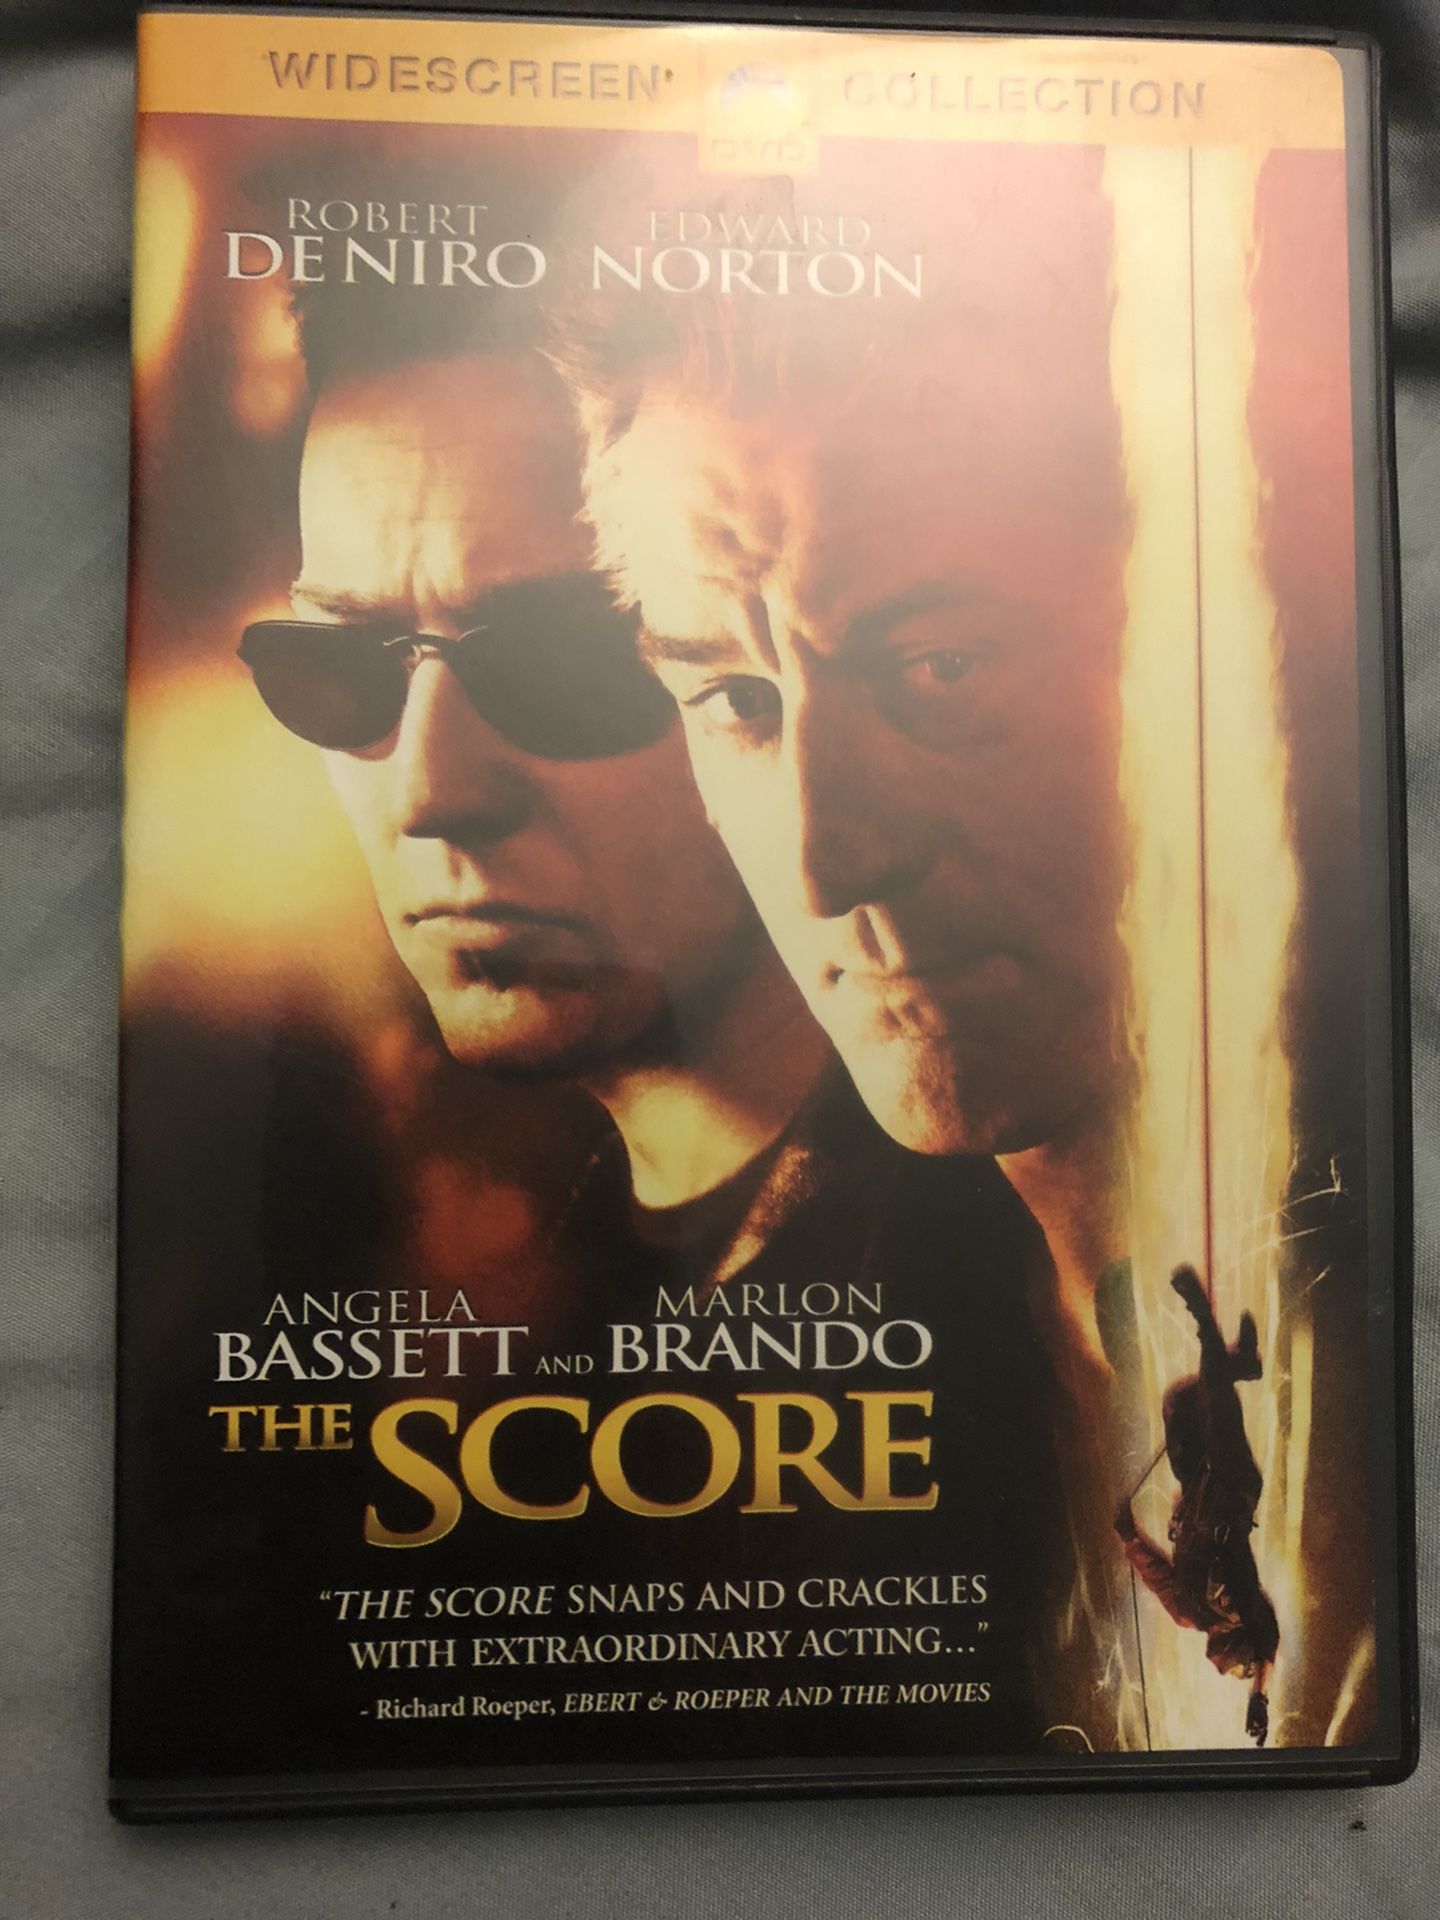 WIDESCREEN COLLECTION
DVD
ROBERT EDWARD
DE NIRO NORTON
ANGELA MARLON
BASSETT AND BRANDO
THE SCORE
“THE SCORE SNAPS AND CRACKLES
WITH EXTRAORDINARY ACTING...”
- Richard Roeper, EBERT & ROEPER AND THE MOVIES